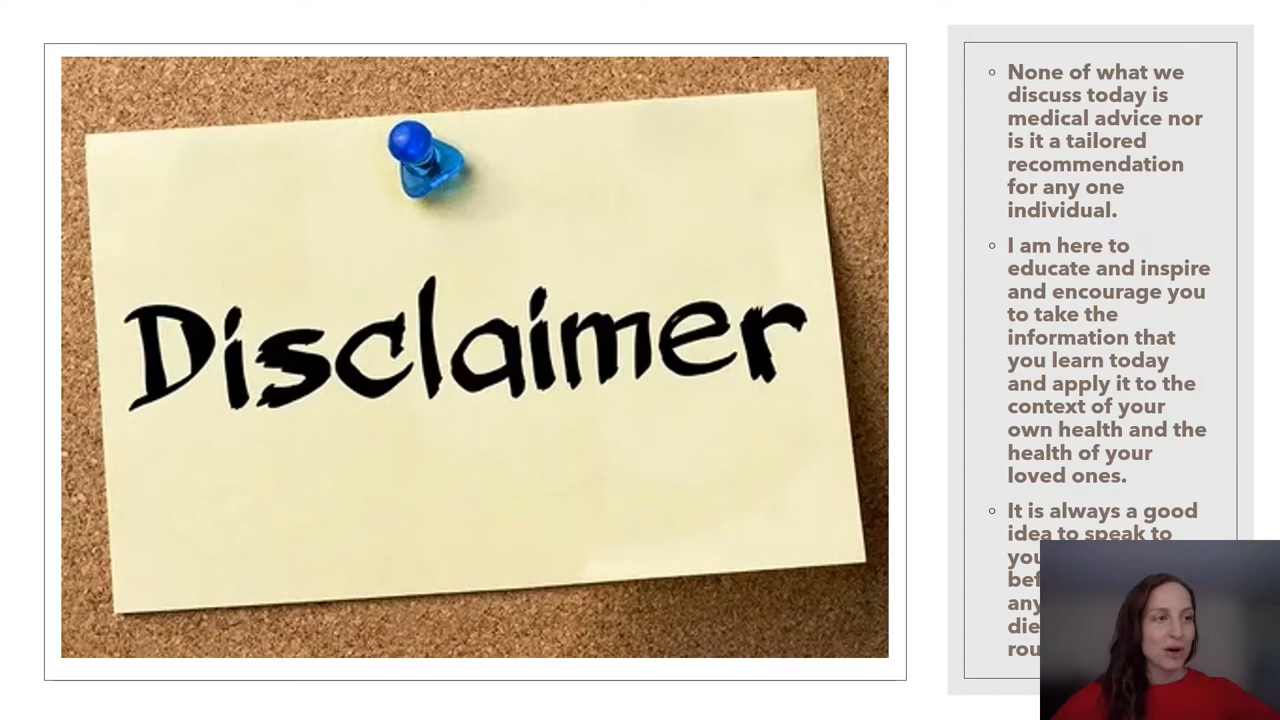 Disclaimer
None of what we
discuss today is
medical advice nor
is it a tailored
recommendation
for any one
individual.
I am here to
educate and inspire
and encourage you
to take the
information that
you learn today
and apply it to the
context of your
own health and the
health of your
loved ones.
It is always a good
idea to speak to